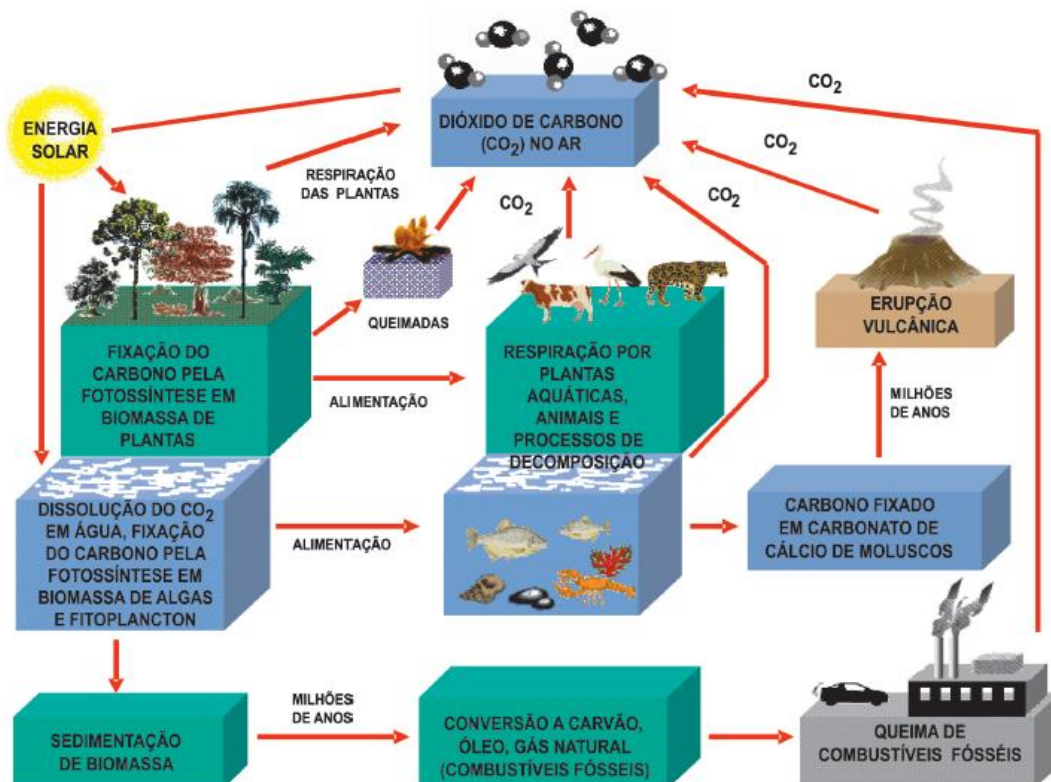 DIÓXIDO DE CARBONO
(CO₂) NO AR
CO₂
ENERGIA
SOLAR
RESPIRAÇÃO
DAS PLANTAS
CO₂
CO₂
CO₂
QUEIMADAS
ERUPÇÃO
VULCÂNICA
FIXAÇÃO DO
CARBONO PELA
FOTOSSÍNTESE EM
BIOMASSA DE
PLANTAS
ALIMENTAÇÃO
RESPIRAÇÃO POR
PLANTAS
AQUÁTICAS,
ANIMAIS E
PROCESSOS DE
DECOMPOSIÇÃO
MILHÕES
DE ANOS
DISSOLUÇÃO DO CO₂
EM ÁGUA, FIXAÇÃO
DO CARBONO PELA
FOTOSSÍNTESE EM
BIOMASSA DE ALGAS
E FITOPLANCTON
ALIMENTAÇÃO
CARBONO FIXADO
EM CARBONATO DE
CÁLCIO DE MOLUSCOS
SEDIMENTAÇÃO
DE BIOMASSA
MILHÕES
DE ANOS
CONVERSÃO A CARVÃO,
ÓLEO, GÁS NATURAL
(COMBUSTÍVEIS FÓSSEIS)
QUEIMA DE
COMBUSTÍVEIS FÓSSÉIS